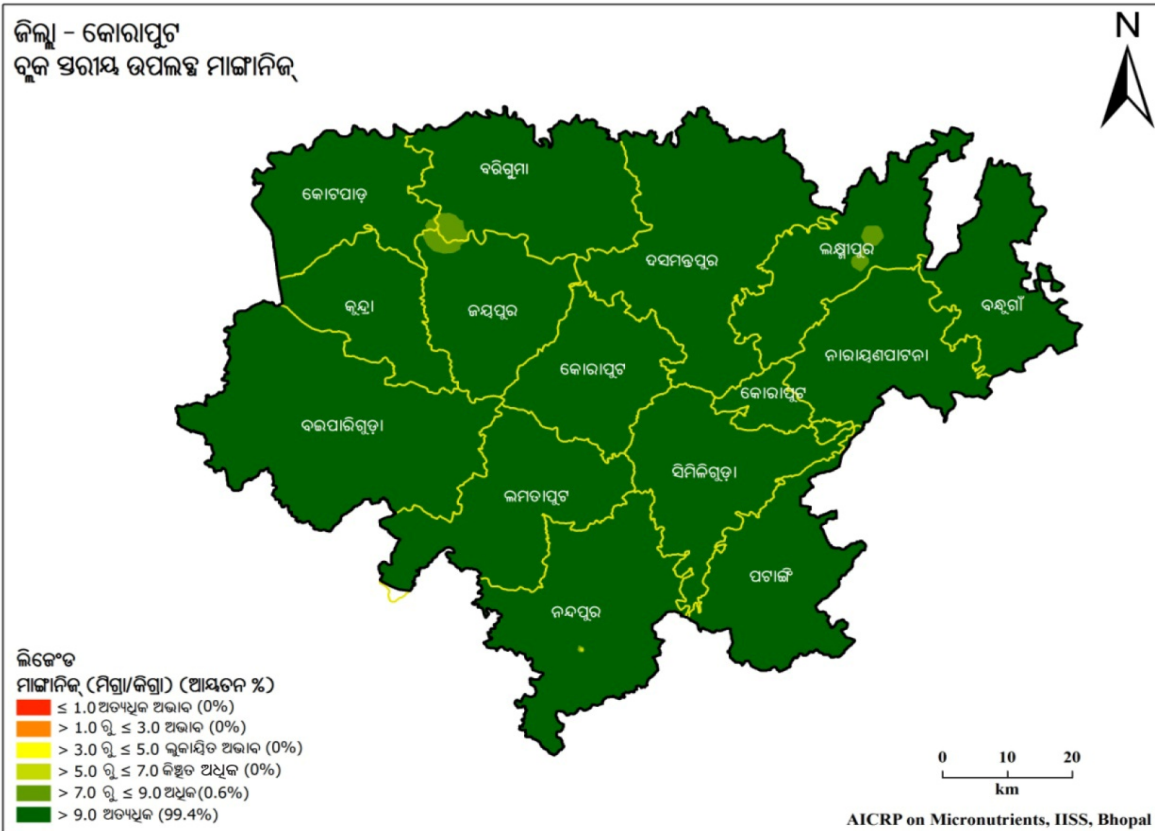 ଜିଲ୍ଲା - କୋରାପୁଟ
ବ୍ଲକ ସ୍ତରୀୟ ଉପଲବ୍ଧ ମାଙ୍ଗାନିଜ୍
N
ବରିଗୁମା
କୋଟପାଡ଼
ଲକ୍ଷ୍ମୀପୁର
ଦସମନ୍ତପୁର
କୁନ୍ଦ୍ରା
ଜୟପୁର
ବନ୍ଧୁଗାଁ
ନାରାୟଣପାଟନା
କୋରାପୁଟ
କୋରାପୁଟ
ବଇପାରିଗୁଡ଼ା
ସିମିଳିଗୁଡ଼ା
ଲମତାପୁଟ
ପଟାଙ୍ଗି
ନନ୍ଦପୁର
ଲିଜେଂଡ
ମାଙ୍ଗାନିଜ୍ (ମିଗ୍ରା/କିଗ୍ରା) (ଆୟତନ %)
≤ 1.0 ଅତ୍ୟଧିକ ଅଭାବ (0%)
> 1.0 ରୁ ≤ 3.0 ଅଭାବ (0%)
> 3.0 ରୁ ≤ 5.0 ଲୁକାୟିତ ଅଭାବ (0%)
> 5.0 ରୁ ≤ 7.0 କିଞ୍ଚିତ ଅଧିକ (0%)
> 7.0 ରୁ ≤ 9.0 ଅଧିକ (0.6%)
> 9.0 ଅତ୍ୟଧିକ (99.4%)
0 10 20
km
AICRP on Micronutrients, IISS, Bhopal